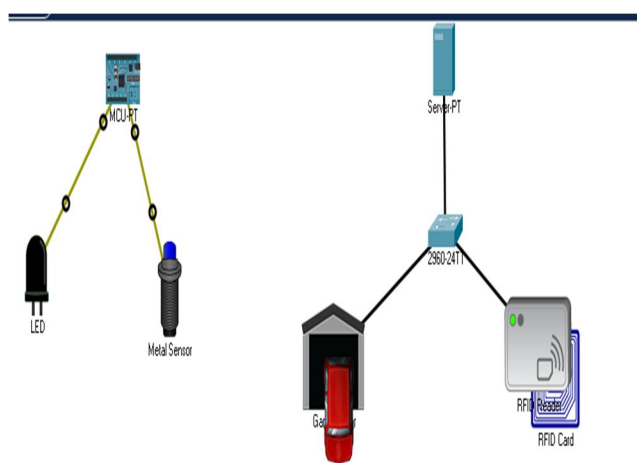 MCU-PT
Server-PT
2960-24TT
LED
Metal Sensor
RFID Reader
RFID Card